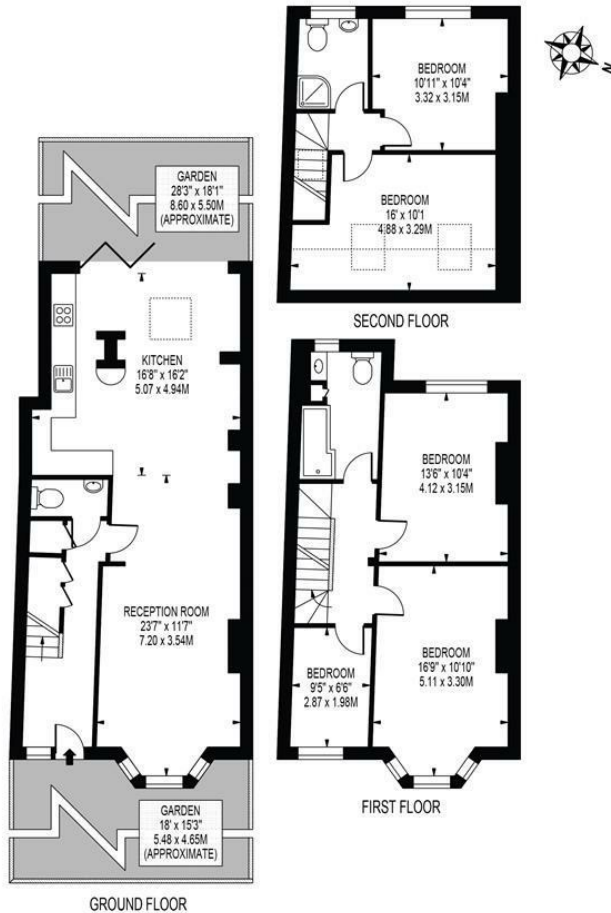 N
GARDEN
28'3" x 18'1"
8.60 x 5.50M
(APPROXIMATE)
KITCHEN
16'8" x 16'2"
5.07 x 4.94M
RECEPTION ROOM
23'7" x 11'7"
7.20 x 3.54M
GARDEN
18' x 15'3"
5.48 x 4.65M
(APPROXIMATE)
GROUND FLOOR
BEDROOM
10'11" x 10'4"
3.32 x 3.15M
BEDROOM
16' x 10'1
4.88 x 3.29M
SECOND FLOOR
BEDROOM
13'6" x 10'4"
4.12 x 3.15M
BEDROOM
16'9" x 10'10"
5.11 x 3.30M
BEDROOM
9'5" x 6'6"
2.87 x 1.98M
FIRST FLOOR